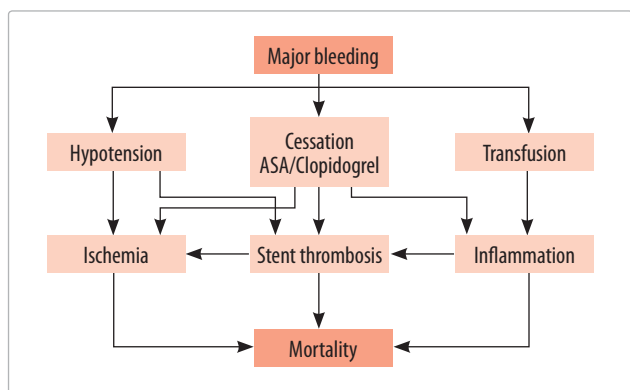 Major bleeding
Hypotension
Cessation
ASA/Clopidogrel
Transfusion
Ischemia
Stent thrombosis
Inflammation
Mortality